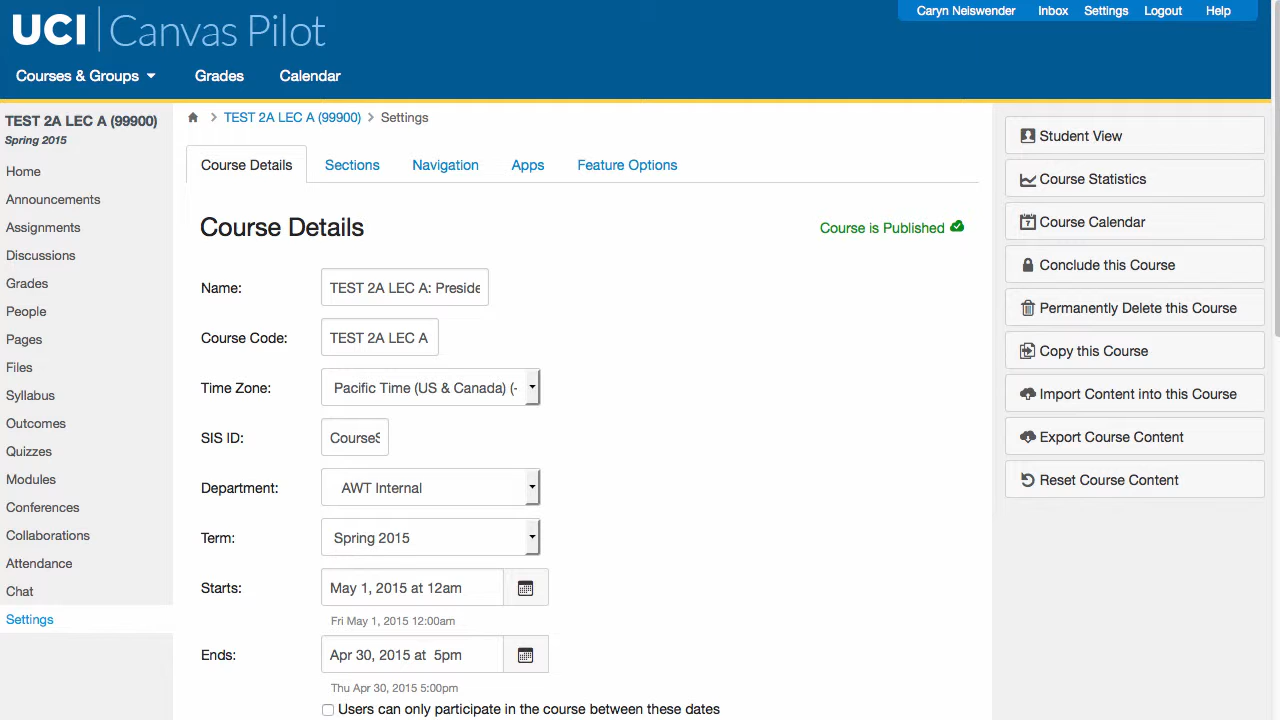 UCI Canvas Pilot
Caryn Neiswender Inbox Settings Logout Help
Courses & Groups Grades Calendar
TEST 2A LEC A (99900)
Spring 2015
Home
Announcements
Assignments
Discussions
Grades
People
Pages
Files
Syllabus
Outcomes
Quizzes
Modules
Conferences
Collaborations
Attendance
Chat
Settings
TEST 2A LEC A (99900) > Settings
Course Details Sections Navigation Apps Feature Options
Course Details
Course is Published
Name: TEST 2A LEC A: Preside
Course Code: TEST 2A LEC A
Time Zone: Pacific Time (US & Canada) (-
SIS ID: CourseS
Department: AWT Internal
Term: Spring 2015
Starts: May 1, 2015 at 12am
Fri May 1, 2015 12:00am
Ends: Apr 30, 2015 at 5pm
Thu Apr 30, 2015 5:00pm
Users can only participate in the course between these dates
Student View
Course Statistics
7 Course Calendar
Conclude this Course
Permanently Delete this Course
Copy this Course
Import Content into this Course
Export Course Content
Reset Course Content